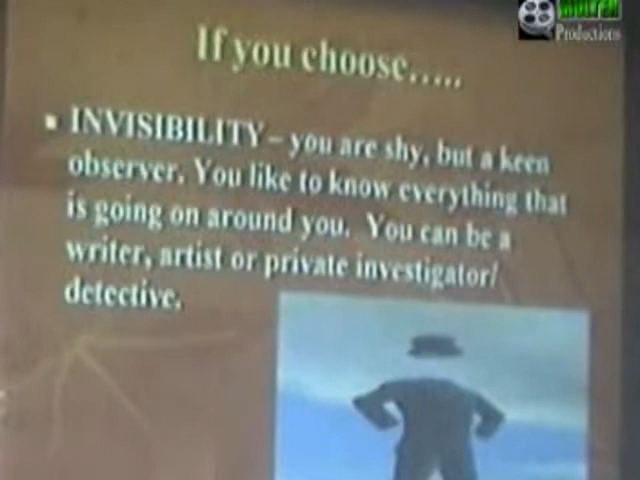 Productions
If you choose.....
▪ INVISIBILITY – you are shy, but a keen
observer. You like to know everything that
is going on around you. You can be a
writer, artist or private investigator/
detective.